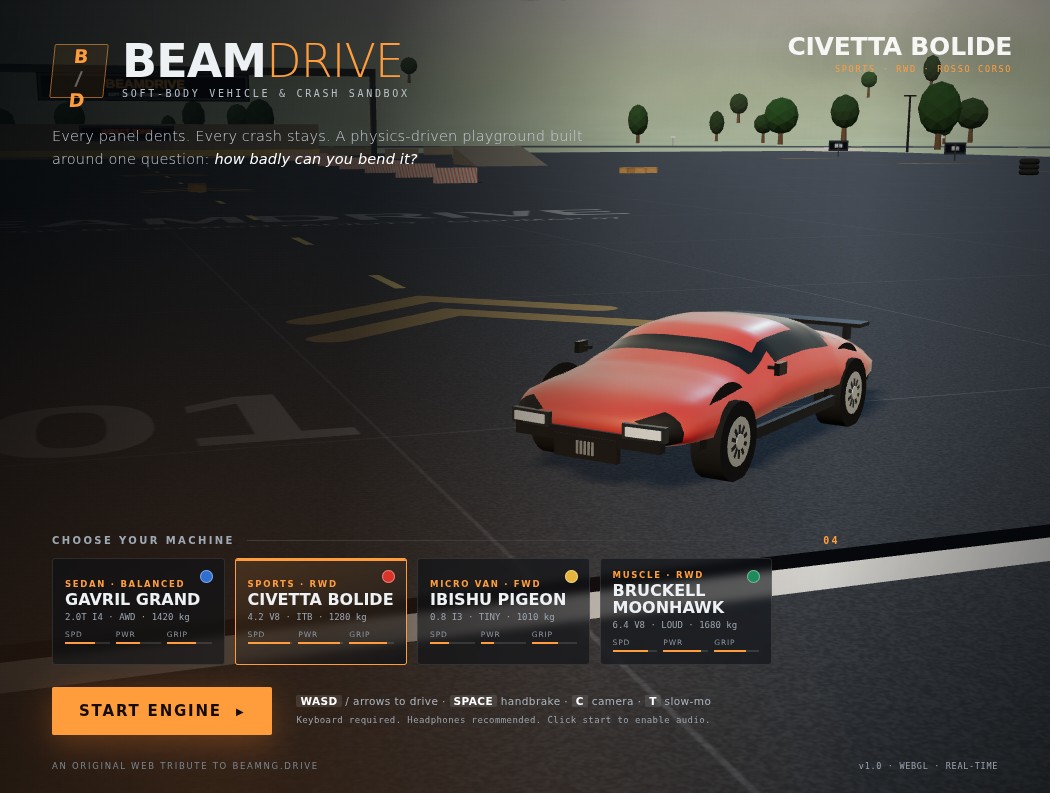 B
/
D
BEAMDRIVE
SOFT-BODY VEHICLE & CRASH SANDBOX
CIVETTA BOLIDE
SPORTS · RWD · ROSSO CORSO
Every panel dents. Every crash stays. A physics-driven playground built
around one question: how badly can you bend it?
BEAMDRIVE
01
CHOOSE YOUR MACHINE
04
SEDAN · BALANCED
GAVRIL GRAND
2.0T I4 · AWD · 1420 kg
SPD PWR GRIP
SPORTS · RWD
CIVETTA BOLIDE
4.2 V8 · ITB · 1280 kg
SPD PWR GRIP
MICRO VAN · FWD
IBISHU PIGEON
0.8 I3 · TINY · 1010 kg
SPD PWR GRIP
MUSCLE · RWD
BRUCKELL
MOONHAWK
6.4 V8 · LOUD · 1680 kg
SPD PWR GRIP
START ENGINE ▸
WASD / arrows to drive · SPACE handbrake · C camera · T slow-mo
Keyboard required. Headphones recommended. Click start to enable audio.
AN ORIGINAL WEB TRIBUTE TO BEAMNG.DRIVE
v1.0 · WEBGL · REAL-TIME